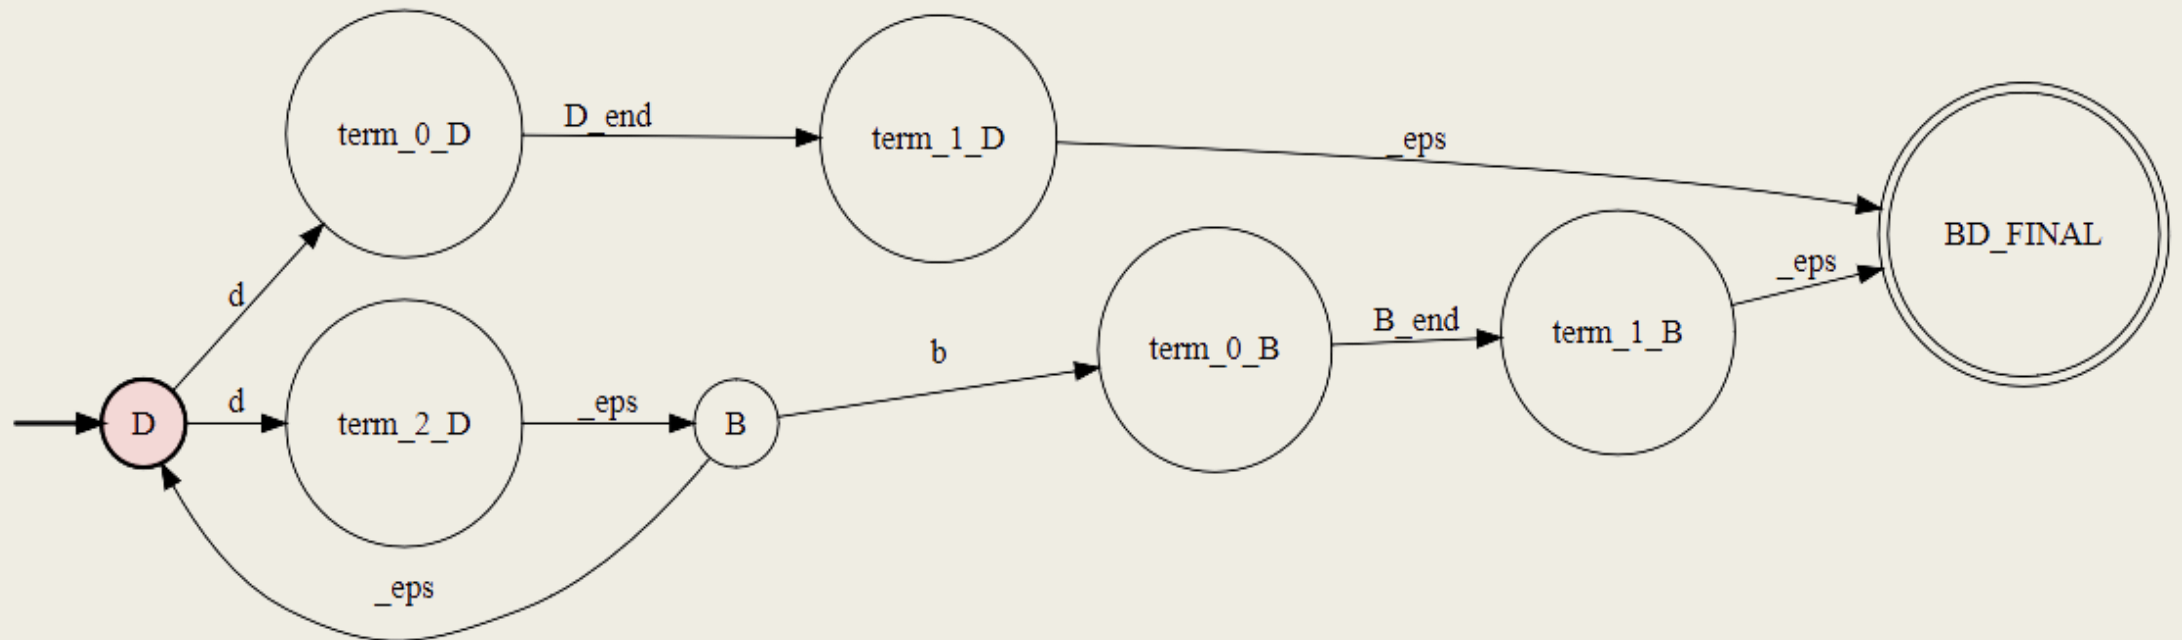 term_0_D
D_end
term_1_D
_eps
BD_FINAL
_eps
d
term_2_D
d
D
_eps
B
b
term_0_B
B_end
term_1_B
_eps